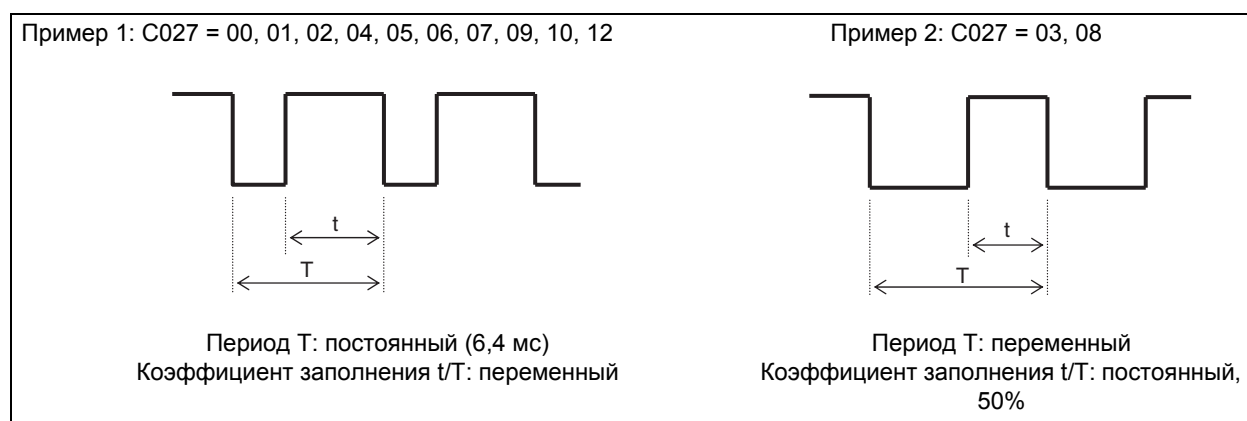 Пример 1: C027 = 00, 01, 02, 04, 05, 06, 07, 09, 10, 12
t
T
Период T: постоянный (6,4 мс)
Коэффициент заполнения t/T: переменный
Пример 2: C027 = 03, 08
t
T
Период T: переменный
Коэффициент заполнения t/T: постоянный,
50%